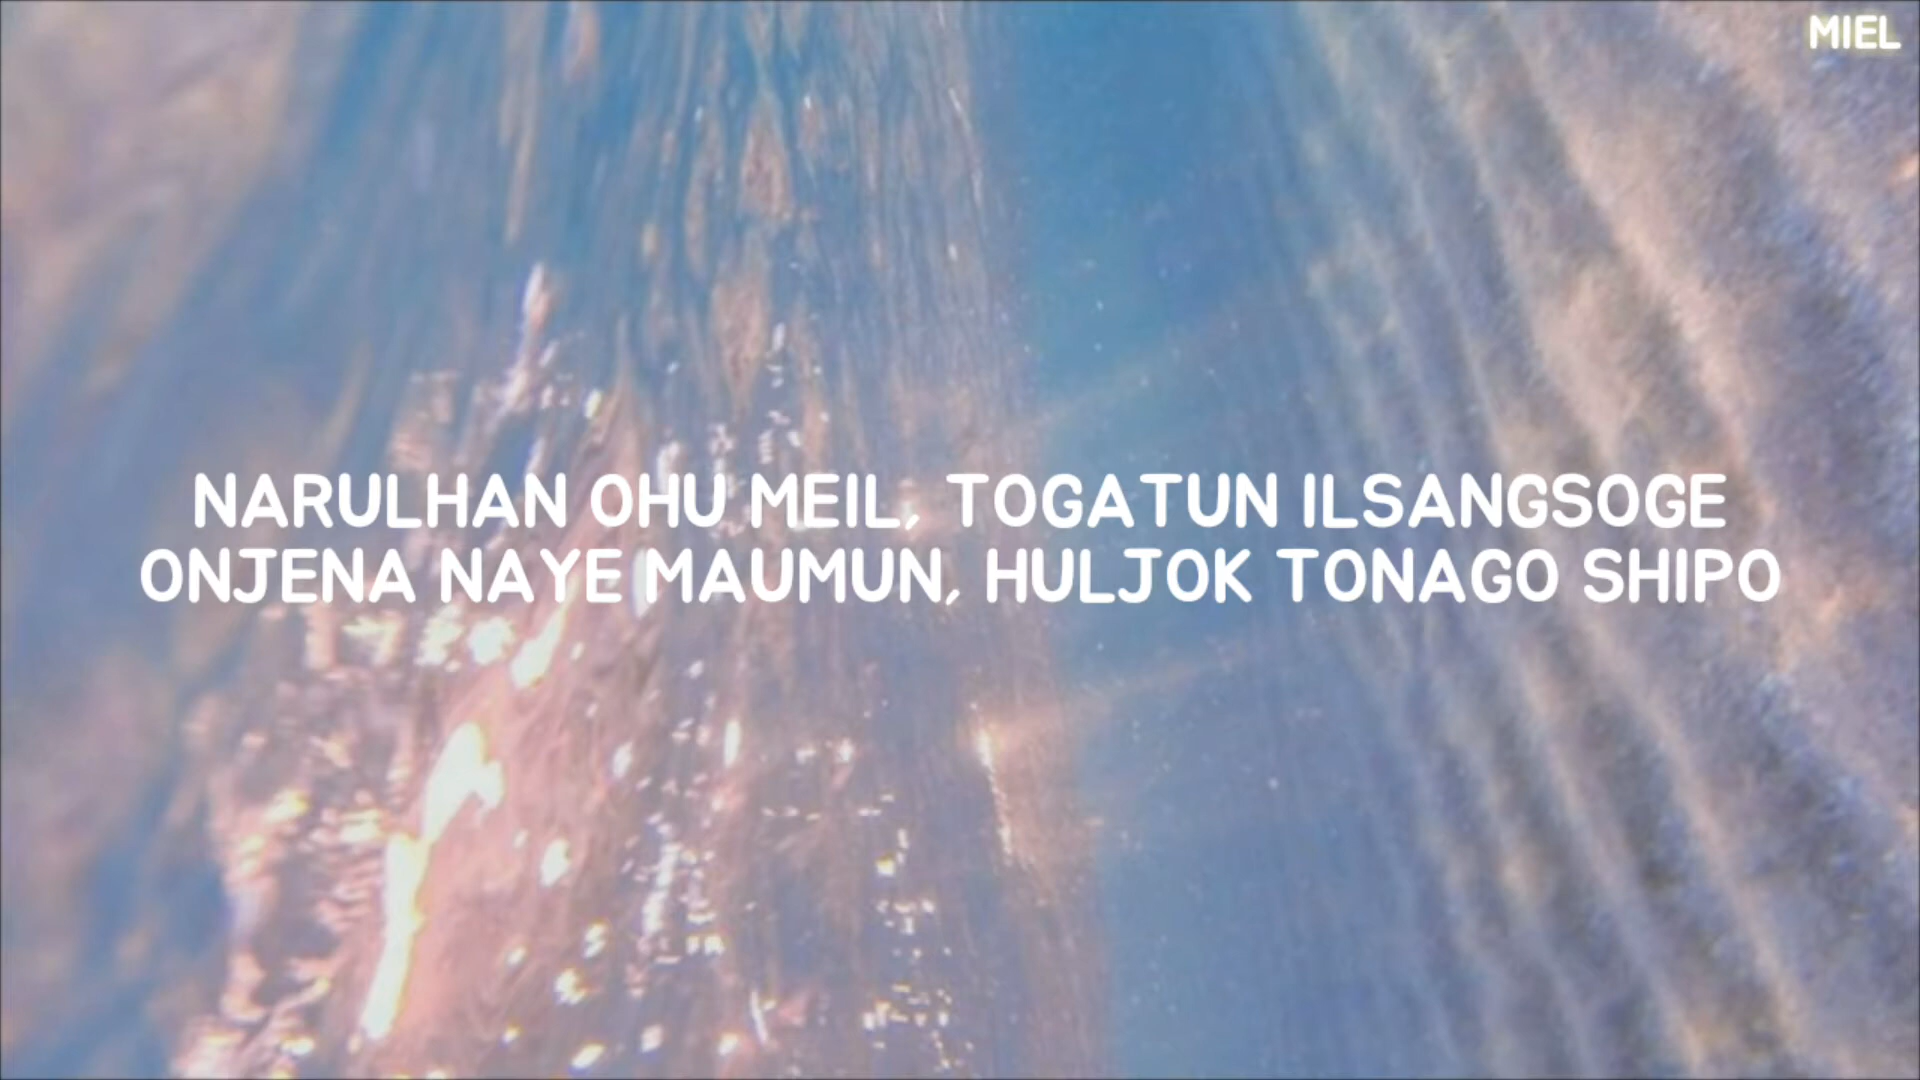 MIEL
NARULHAN OHU MEIL, TOGATUN ILSANGSOGE
ONJENA NAYE MAUMUN, HULJOK TONAGO SHIPO